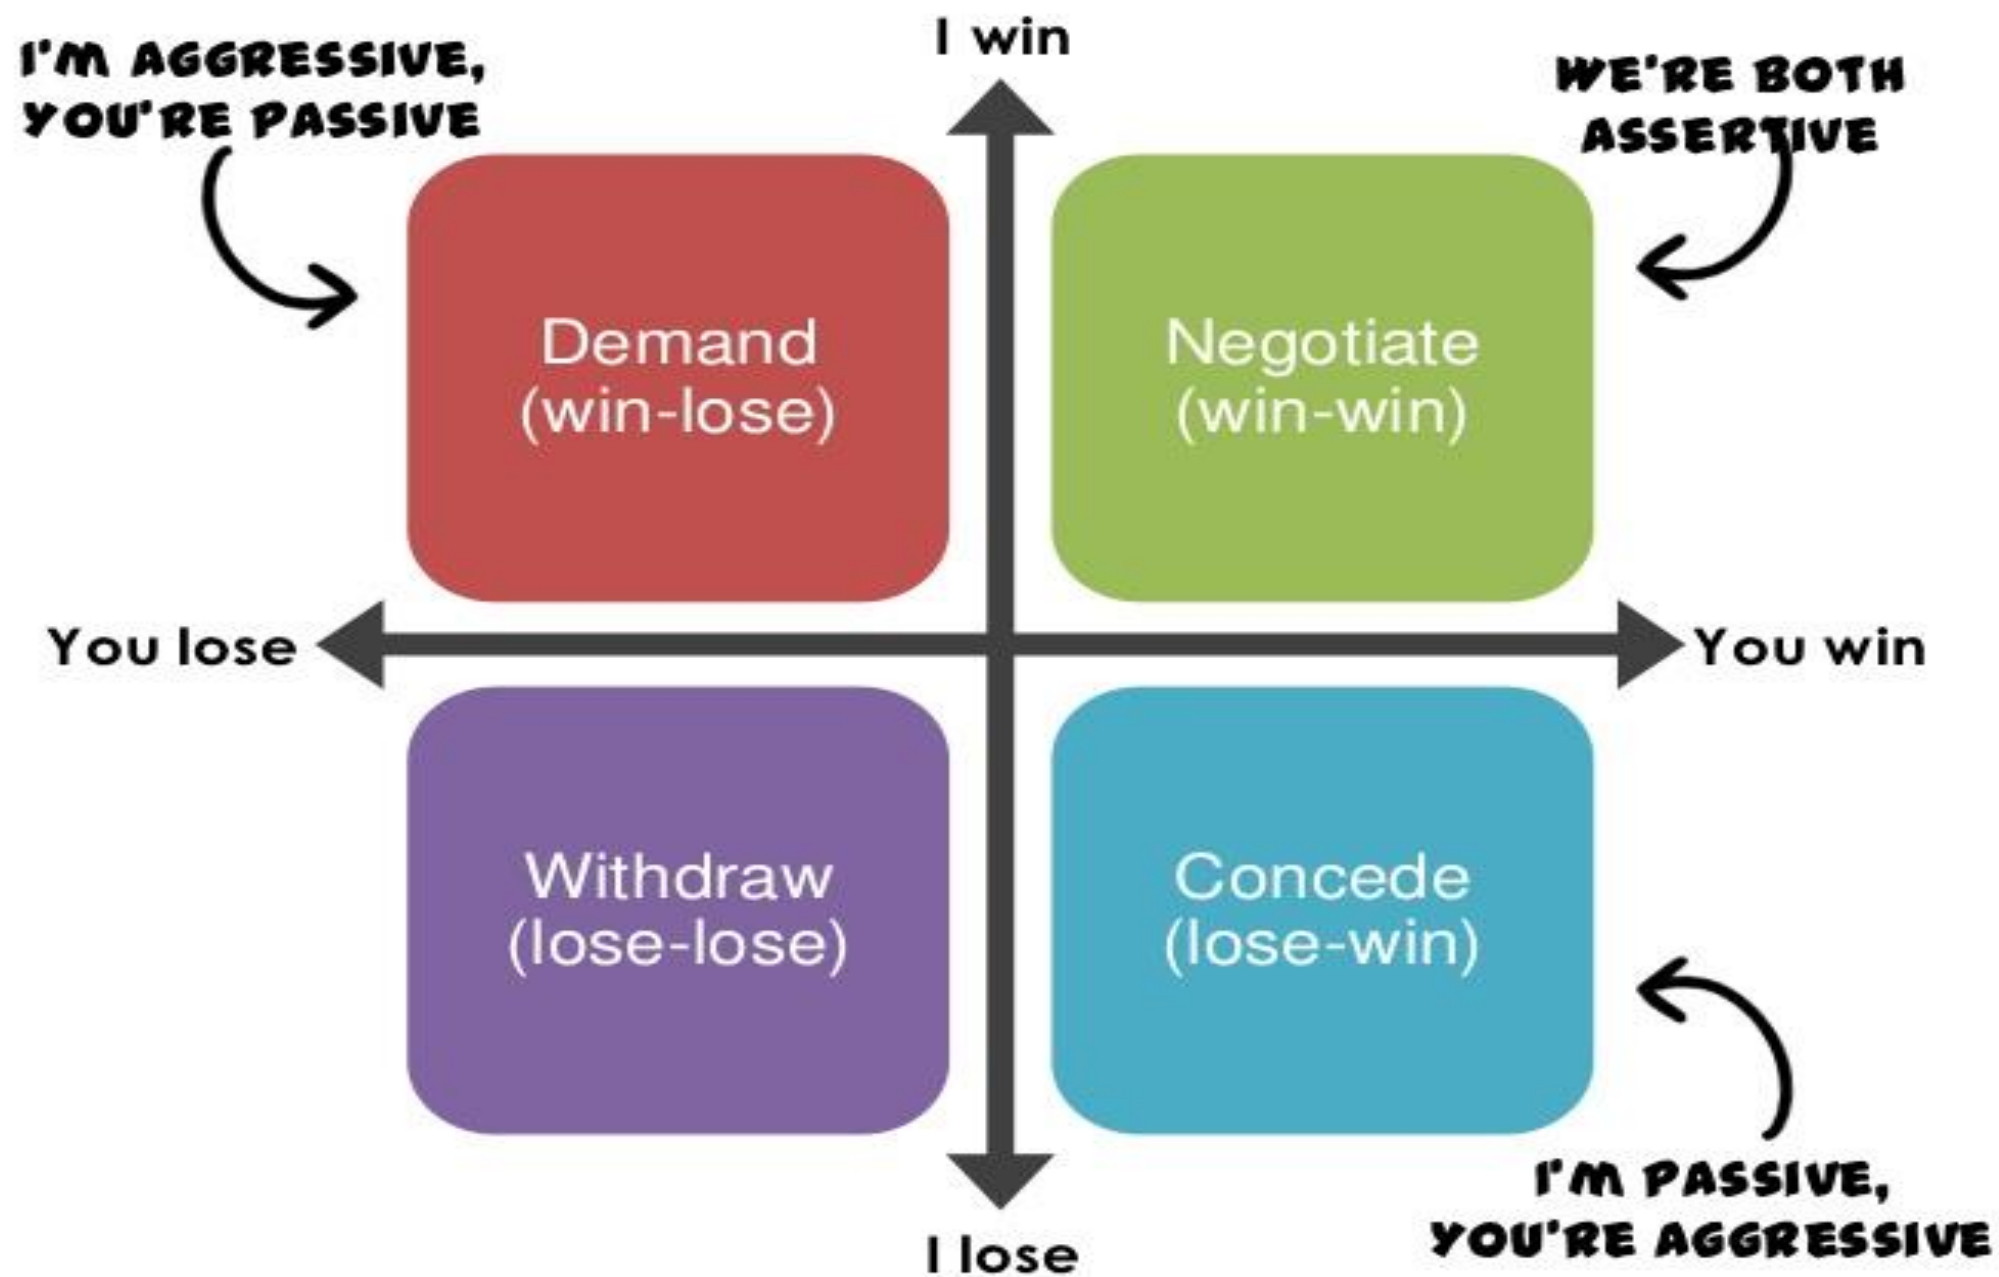 I win
I'M AGGRESSIVE,
YOU'RE PASSIVE
WE'RE BOTH
ASSERTIVE
Demand
(win-lose)
Negotiate
(win-win)
You lose
You win
Withdraw
(lose-lose)
Concede
(lose-win)
I'M PASSIVE,
YOU'RE AGGRESSIVE
I lose